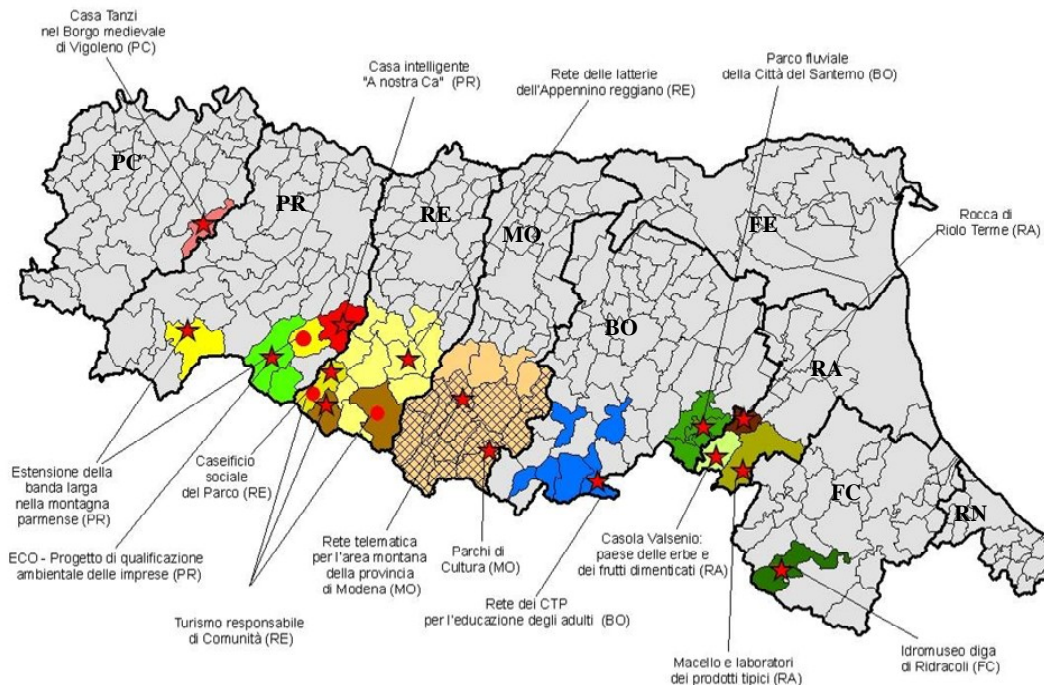 Casa Tanzi
nel Borgo medievale
di Vigoleno (PC)
Casa intelligente
"A nostra Ca" (PR)
Rete delle latterie
dell'Appennino reggiano (RE)
Parco fluviale
della Città del Santerno (BO)
Rocca di
Riolo Terme (RA)
PC
PR
RE
MO
FE
BO
RA
FC
RN
Estensione della
banda larga
nella montagna
parmense (PR)
ECO - Progetto di qualificazione
ambientale delle imprese (PR)
Caseificio
sociale
del Parco (RE)
Turismo responsabile
di Comunità (RE)
Rete telematica
per l'area montana
della provincia
di Modena (MO)
Parchi di
Cultura (MO)
Rete dei CTP
per l'educazione degli adulti (BO)
Casola Valsenio:
paese delle erbe e
dei frutti dimenticati (RA)
Macello e laboratori
dei prodotti tipici (RA)
Idromuseo diga
di Ridracoli (FC)